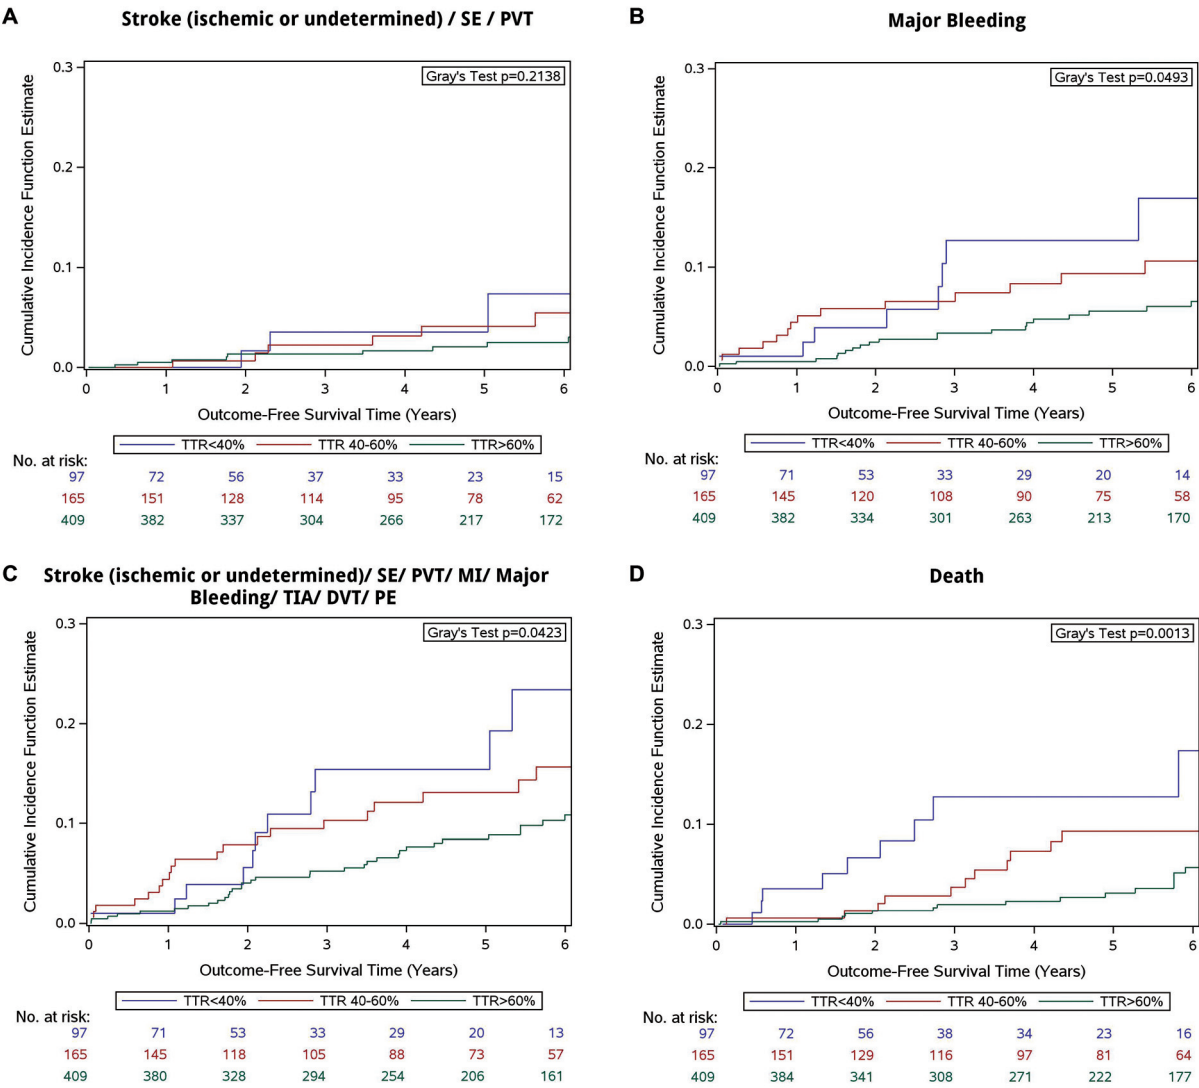 A
Stroke (ischemic or undetermined) / SE / PVT
Gray's Test p=0.2138
Cumulative Incidence Function Estimate
0.3
0.2
0.1
0.0
0 1 2 3 4 5 6
Outcome-Free Survival Time (Years)
TTR<40% TTR 40-60% TTR>60%
No. at risk:
97 72 56 37 33 23 15
165 151 128 114 95 78 62
409 382 337 304 266 217 172
B
Major Bleeding
Gray's Test p=0.0493
Cumulative Incidence Function Estimate
0.3
0.2
0.1
0.0
0 1 2 3 4 5 6
Outcome-Free Survival Time (Years)
TTR<40% TTR 40-60% TTR>60%
No. at risk:
97 71 53 33 29 20 14
165 145 120 108 90 75 58
409 382 334 301 263 213 170
C
Stroke (ischemic or undetermined)/ SE/ PVT/ MI/ Major
Bleeding/ TIA/ DVT/ PE
Gray's Test p=0.0423
Cumulative Incidence Function Estimate
0.3
0.2
0.1
0.0
0 1 2 3 4 5 6
Outcome-Free Survival Time (Years)
TTR<40% TTR 40-60% TTR>60%
No. at risk:
97 71 53 33 29 20 13
165 145 118 105 88 73 57
409 380 328 294 254 206 161
D
Death
Gray's Test p=0.0013
Cumulative Incidence Function Estimate
0.3
0.2
0.1
0.0
0 1 2 3 4 5 6
Outcome-Free Survival Time (Years)
TTR<40% TTR 40-60% TTR>60%
No. at risk:
97 72 56 38 34 23 16
165 151 129 116 97 81 64
409 384 341 308 271 222 177